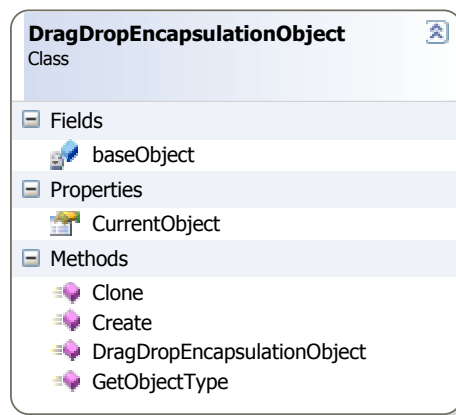 DragDropEncapsulationObject
Class
Fields
baseObject
Properties
CurrentObject
Methods
Clone
Create
DragDropEncapsulationObject
GetObjectType